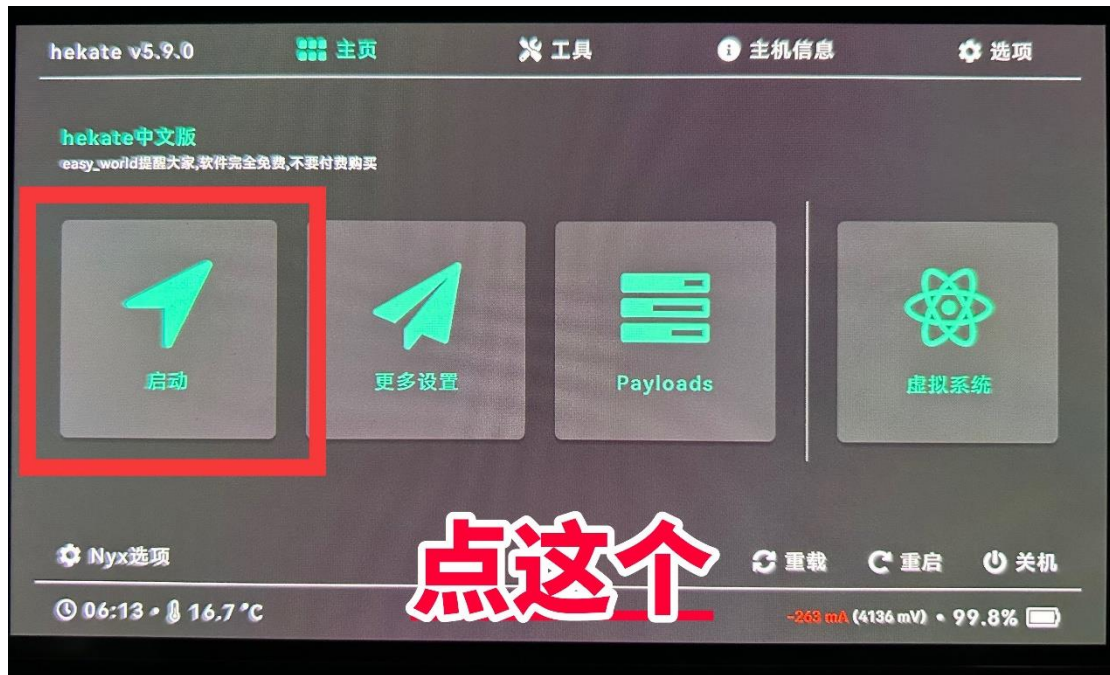 hekate v5.9.0 主页 工具 主机信息 选项
hekate中文版
easy_world提醒大家,软件完全免费,不要付费购买
启动 更多设置 Payloads 虚拟系统
点这个
Nyx选项 重载 重启 关机
06:13 • 16.7 °C -263 mA (4136 mV) • 99.8%